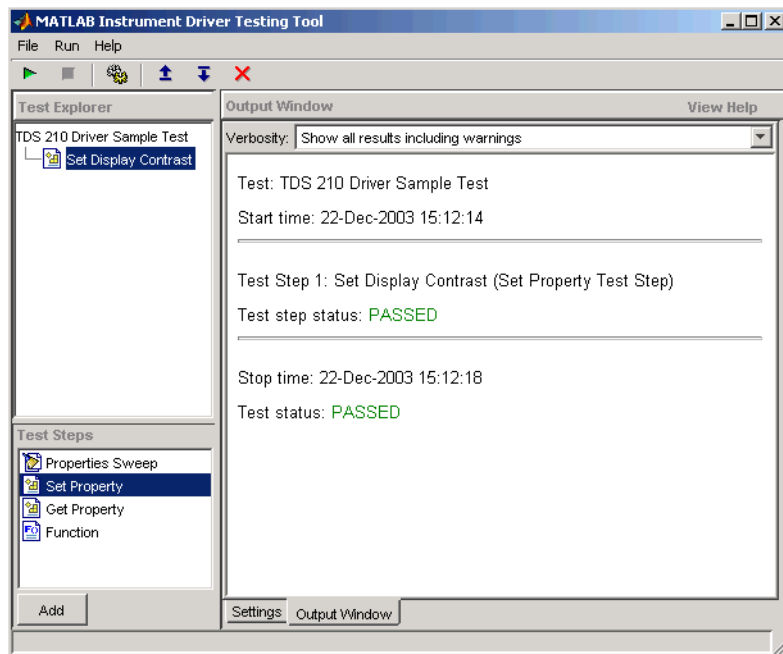 MATLAB Instrument Driver Testing Tool
File Run Help
Test Explorer
TDS 210 Driver Sample Test
Set Display Contrast
Test Steps
Properties Sweep
Set Property
Get Property
Function
Add
Output Window View Help
Verbosity: Show all results including warnings
Test: TDS 210 Driver Sample Test
Start time: 22-Dec-2003 15:12:14
Test Step 1: Set Display Contrast (Set Property Test Step)
Test step status: PASSED
Stop time: 22-Dec-2003 15:12:18
Test status: PASSED
Settings Output Window